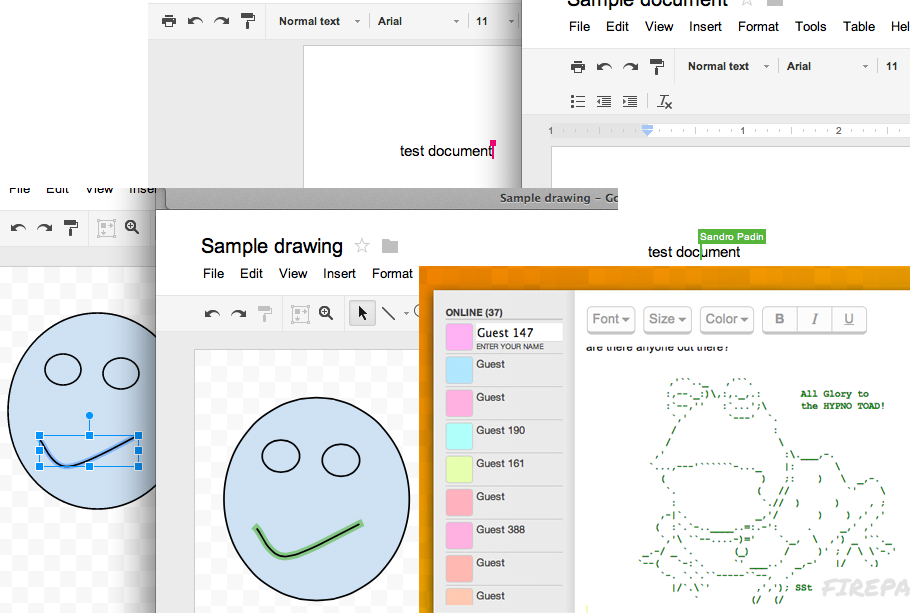 Normal text
Arial
11
test document
Sample document
File Edit View Insert Format Tools Table Hel
Normal text
Arial
11
1 1 2
File Edit View Inser
Sample drawing – Go
Sample drawing
File Edit View Insert Format
Sandro Padin
test document
ONLINE (37)
Guest 147
ENTER YOUR NAME
Guest
Guest
Guest 190
Guest 161
Guest
Guest 388
Guest
Guest
Font Size Color B I U
are there anyone out there?
All Glory to
the HYPNO TOAD!
SSt
FIREPA